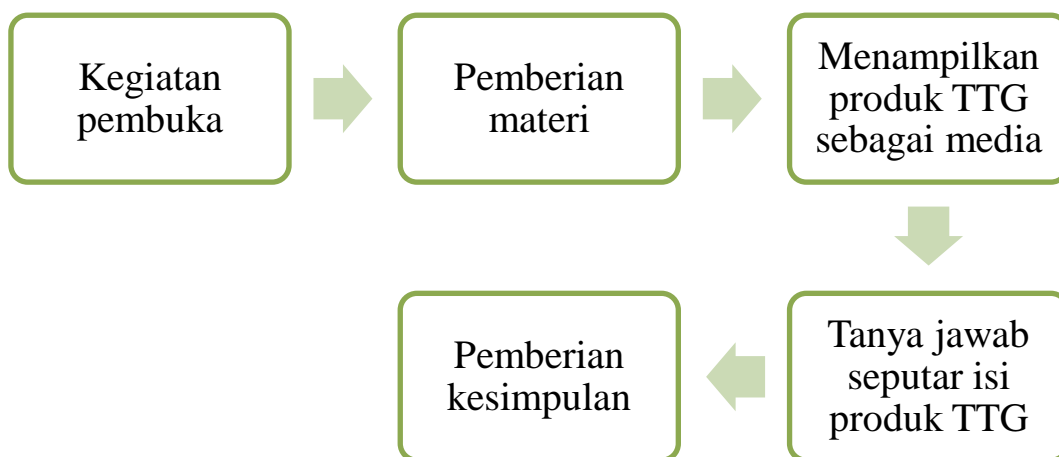 Kegiatan
pembuka
Pemberian
materi
Menampilkan
produk TTG
sebagai media
Tanya jawab
seputar isi
produk TTG
Pemberian
kesimpulan